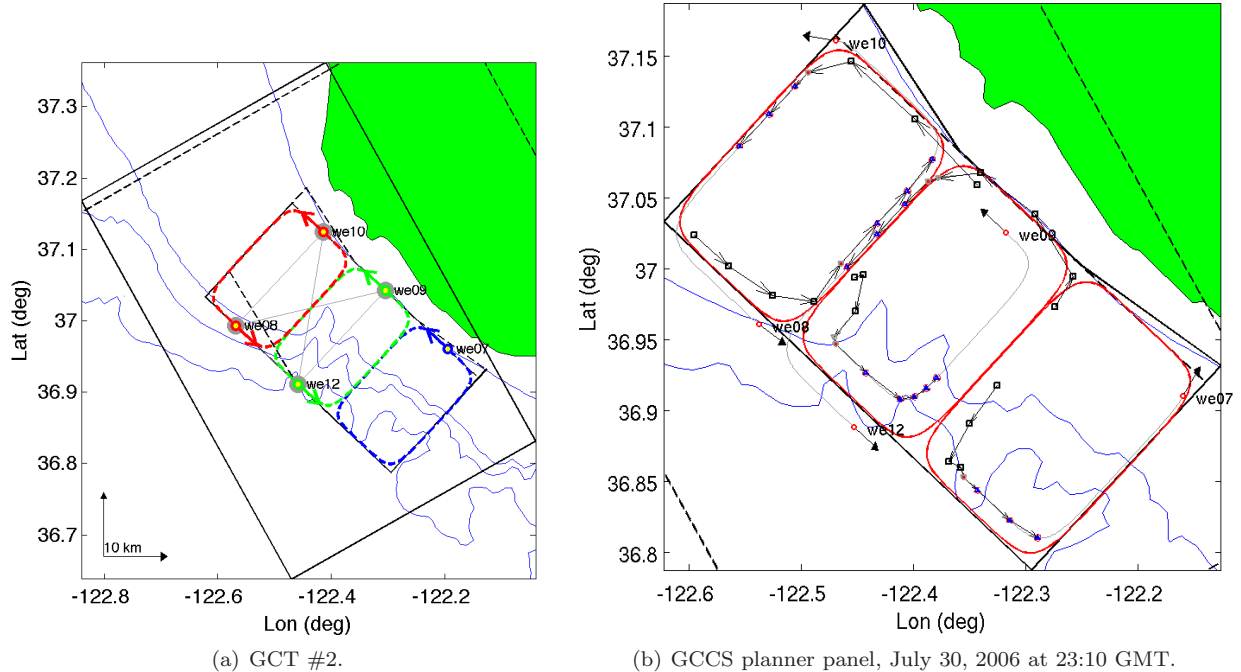 37.3
37.2
37.1
37
36.9
36.8
36.7
Lat (deg)
we10
we09
we08
we07
we12
10 km
-122.8
-122.6
-122.4
-122.2
Lon (deg)
(a) GCT #2.
37.15
37.1
37.05
37
36.95
36.9
36.85
36.8
Lat (deg)
we10
we09
we08
we07
we12
-122.6
-122.5
-122.4
-122.3
-122.2
Lon (deg)
(b) GCCS planner panel, July 30, 2006 at 23:10 GMT.